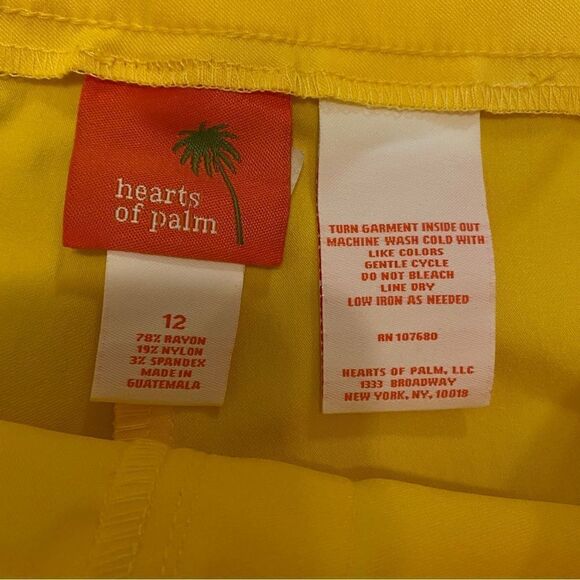 hearts
of palm
12
78% RAYON
19% NYLON
3% SPANDEX
MADE IN
GUATEMALA
TURN GARMENT INSIDE OUT
MACHINE WASH COLD WITH
LIKE COLORS
GENTLE CYCLE
DO NOT BLEACH
LINE DRY
LOW IRON AS NEEDED
RN 107680
HEARTS OF PALM, LLC
1333 BROADWAY
NEW YORK, NY, 10018